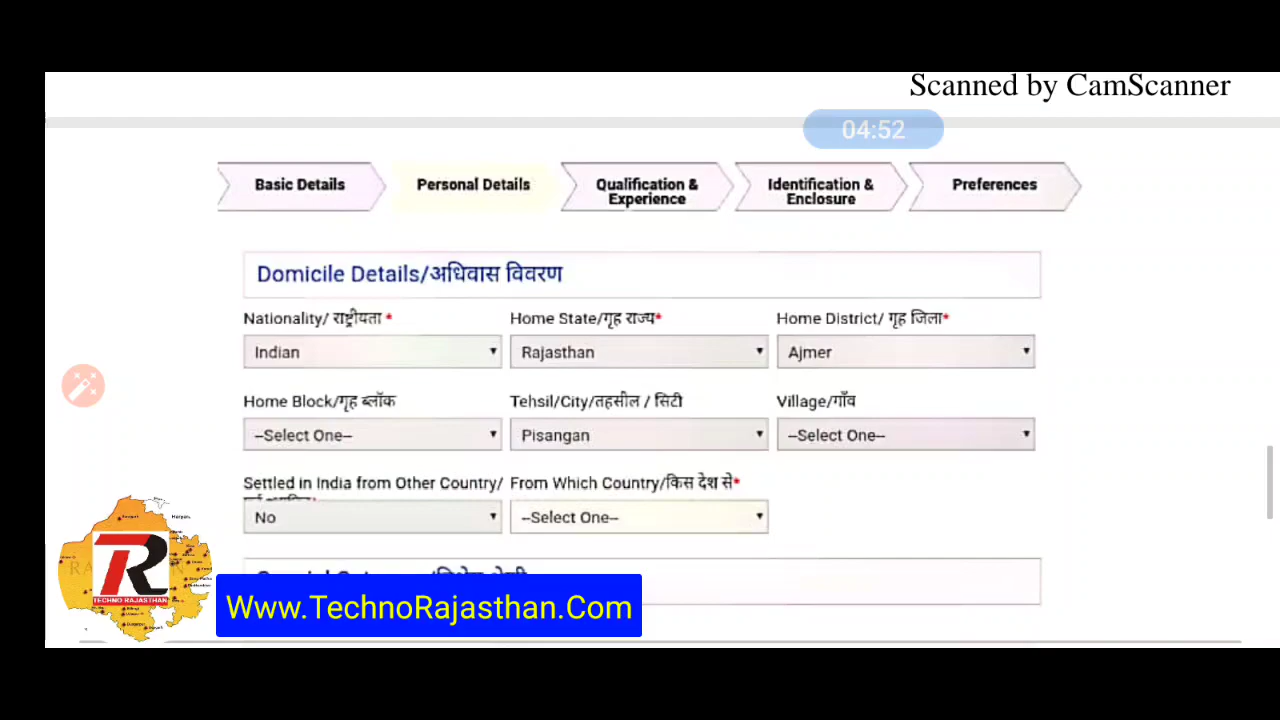 Scanned by CamScanner
04:52
Basic Details
Personal Details
Qualification &
Experience
Identification &
Enclosure
Preferences
Domicile Details/अधिवास विवरण
Nationality/ राष्ट्रीयता * Home State/गृह राज्य* Home District/ गृह जिला*
Indian Rajasthan Ajmer
Home Block/गृह ब्लॉक Tehsil/City/तहसील / सिटी Village/गाँव
--Select One-- Pisangan --Select One--
Settled in India from Other Country/ From Which Country/किस देश से*
No --Select One--
TR
TECHNO RAJASTHAN
Www.TechnoRajasthan.Com